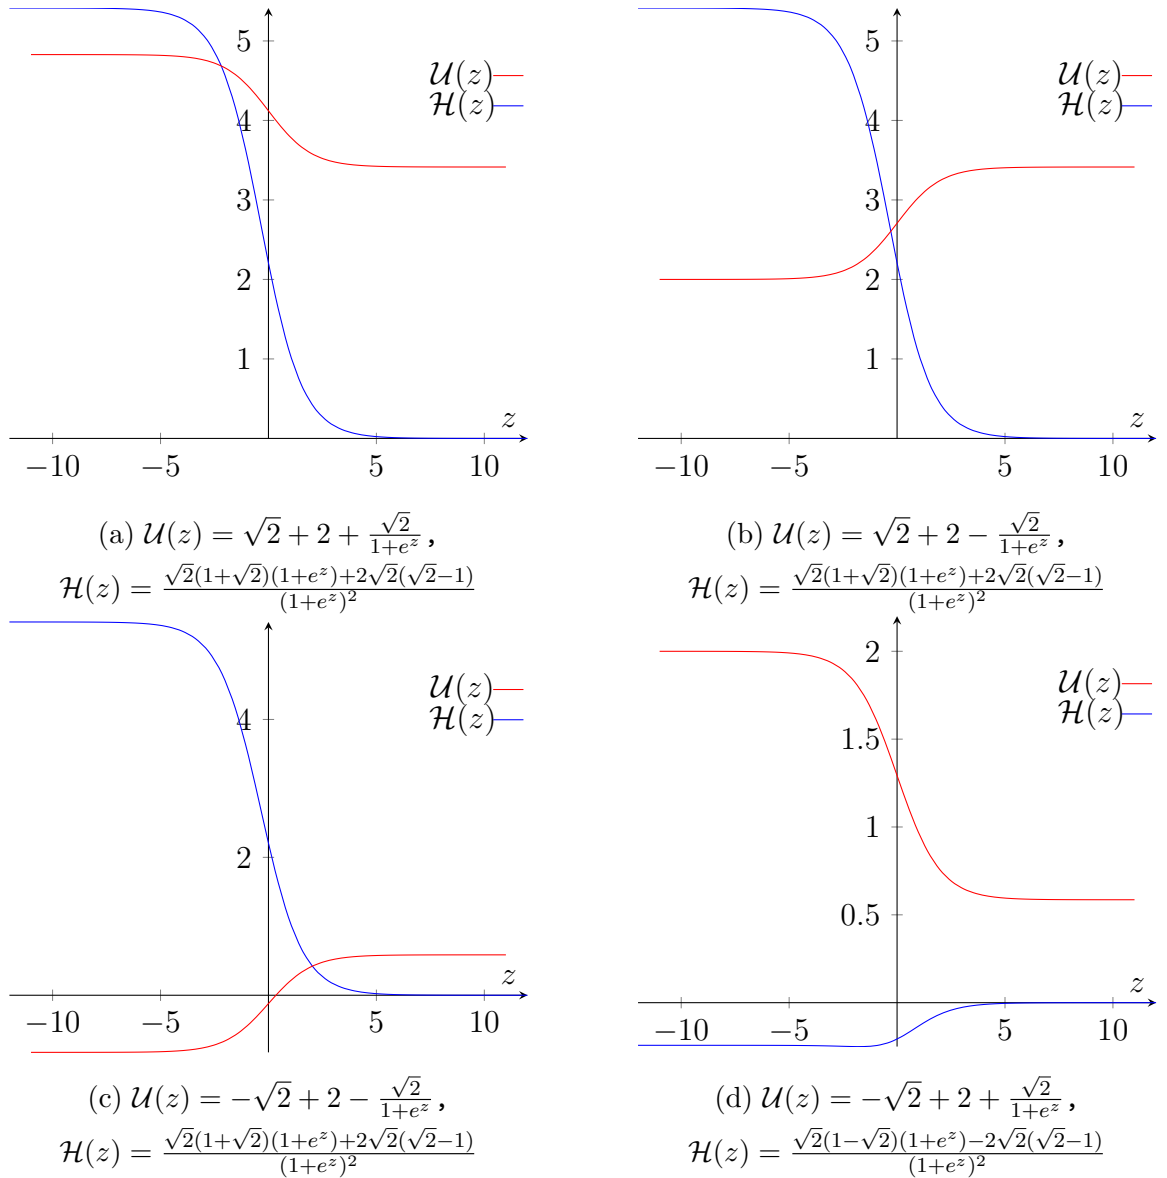 5
4
3
2
1
−10
−5
5
10
z
U(z)
H(z)
5
4
3
2
1
−10
−5
5
10
z
U(z)
H(z)
(a) U(z) = √2 + 2 + √2/(1+e^z),
H(z) = (√2(1+√2)(1+e^z)+2√2(√2−1))/(1+e^z)^2
(b) U(z) = √2 + 2 − √2/(1+e^z),
H(z) = (√2(1+√2)(1+e^z)+2√2(√2−1))/(1+e^z)^2
4
2
−10
−5
5
10
z
U(z)
H(z)
2
1.5
1
0.5
−10
−5
5
10
z
U(z)
H(z)
(c) U(z) = −√2 + 2 − √2/(1+e^z),
H(z) = (√2(1+√2)(1+e^z)+2√2(√2−1))/(1+e^z)^2
(d) U(z) = −√2 + 2 + √2/(1+e^z),
H(z) = (√2(1−√2)(1+e^z)−2√2(√2−1))/(1+e^z)^2